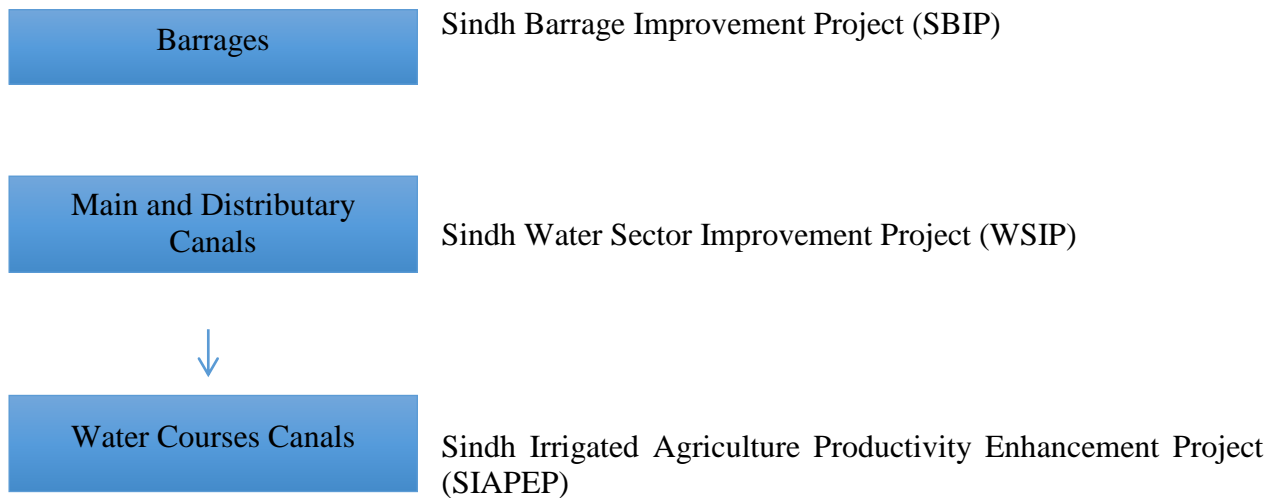 Barrages
Sindh Barrage Improvement Project (SBIP)
Main and Distributary
Canals
Sindh Water Sector Improvement Project (WSIP)
Water Courses Canals
Sindh Irrigated Agriculture Productivity Enhancement Project
(SIAPEP)